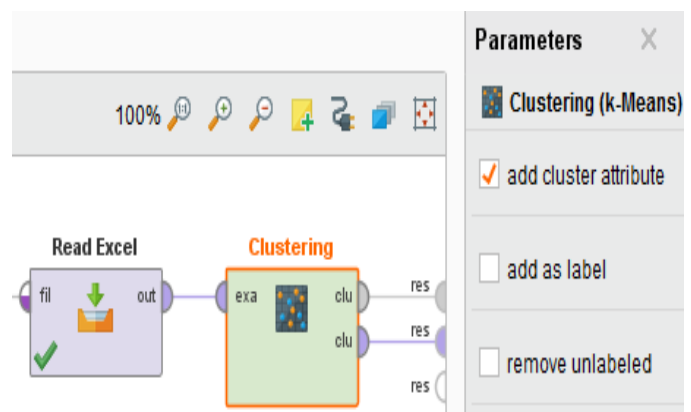 Parameters
Clustering (k-Means)
100%
add cluster attribute
add as label
remove unlabeled
Read Excel
fil
out
Clustering
exa
clu
clu
res
res
res